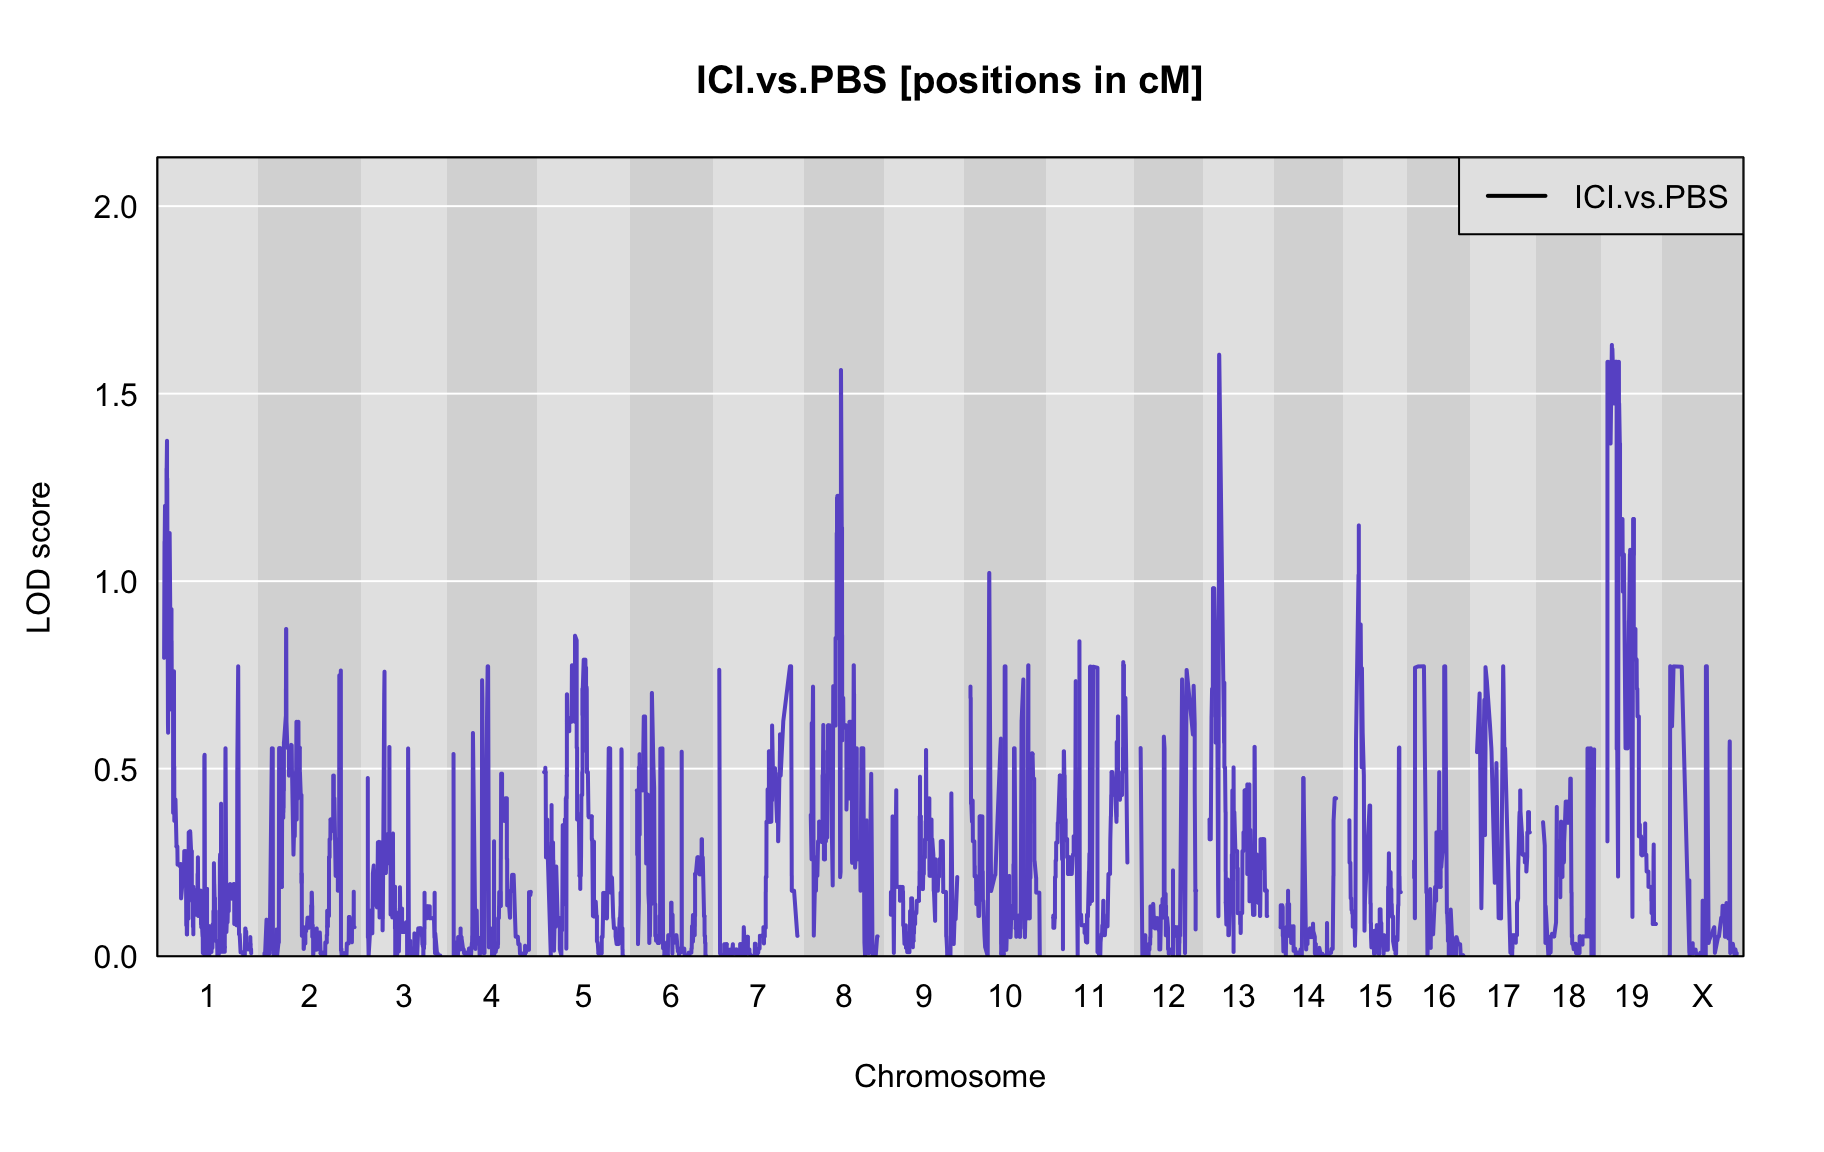 ICI.vs.PBS [positions in cM]
ICI.vs.PBS
2.0
1.5
1.0
0.5
0.0
LOD score
1 2 3 4 5 6 7 8 9 10 11 12 13 14 15 16 17 18 19 X
Chromosome